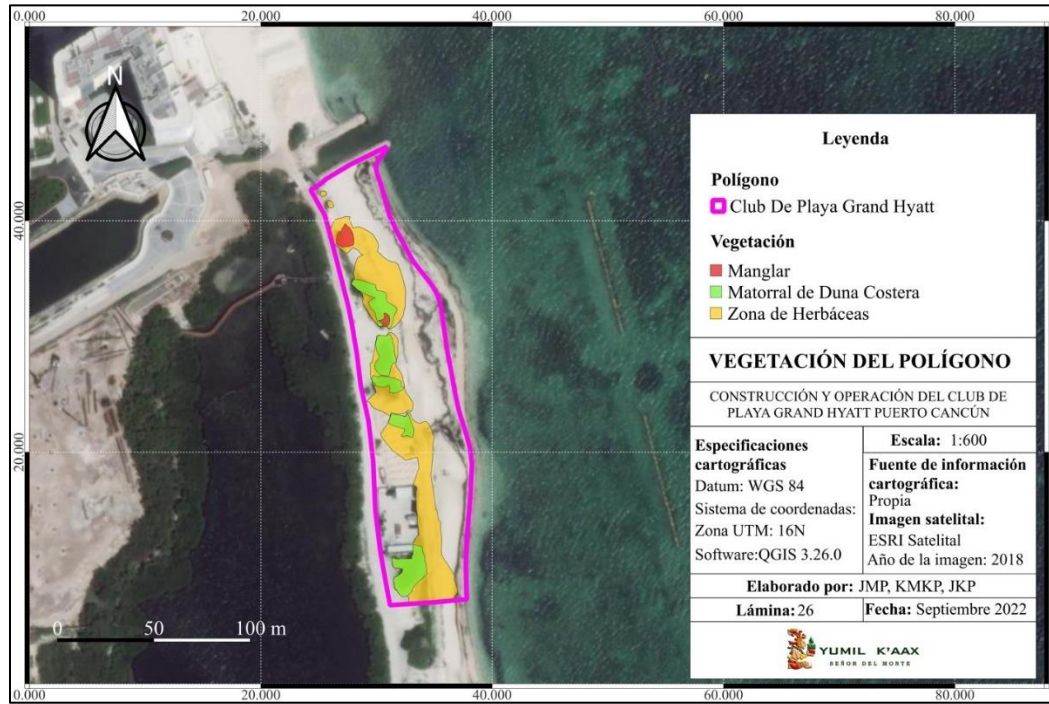 0.000 20.000 40.000 60.000 80.000
N
40.000
20.000
0 50 100 m
Leyenda
Polígono
Club De Playa Grand Hyatt
Vegetación
Manglar
Matorral de Duna Costera
Zona de Herbáceas
VEGETACIÓN DEL POLÍGONO
CONSTRUCCIÓN Y OPERACIÓN DEL CLUB DE
PLAYA GRAND HYATT PUERTO CANCÚN
Especificaciones
cartográficas
Datum: WGS 84
Sistema de coordenadas:
Zona UTM: 16N
Software:QGIS 3.26.0
Escala: 1:600
Fuente de información
cartográfica:
Propia
Imagen satelital:
ESRI Satelital
Año de la imagen: 2018
Elaborado por: JMP, KMKP, JKP
Lámina: 26 Fecha: Septiembre 2022
YUMIL K'AAX
SEÑOR DEL MONTE
40.000
20.000
0.000 20.000 40.000 60.000 80.000